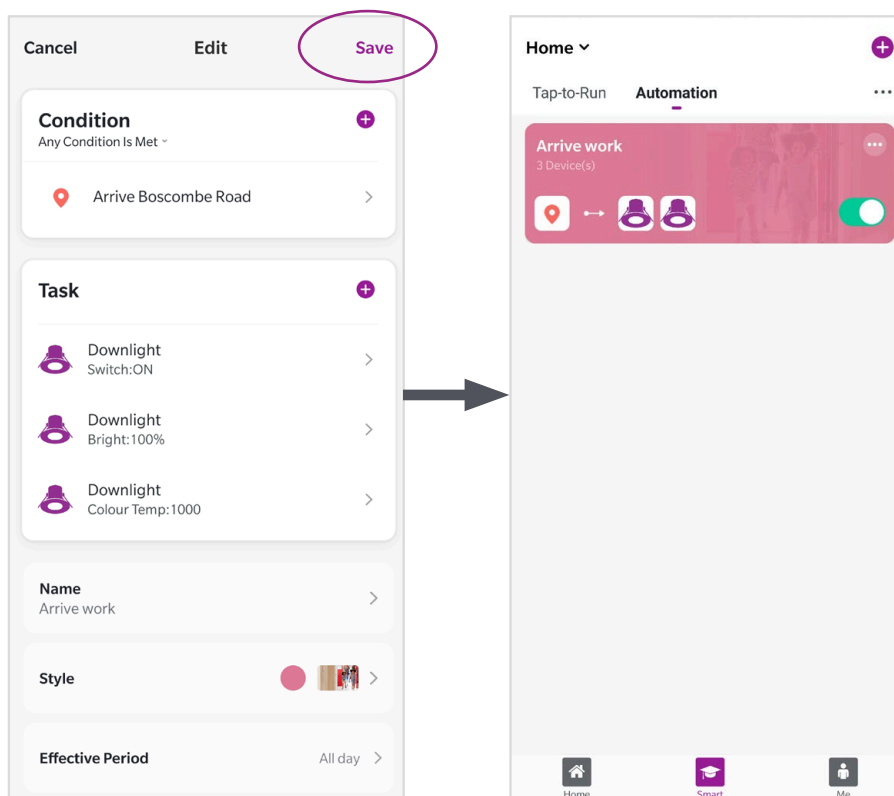 Cancel Edit Save
Condition
Any Condition Is Met
Arrive Boscombe Road
Task
Downlight
Switch:ON
Downlight
Bright:100%
Downlight
Colour Temp:1000
Name
Arrive work
Style
Effective Period All day
Home
Tap-to-Run Automation
Arrive work
3 Device(s)
Home Smart Me